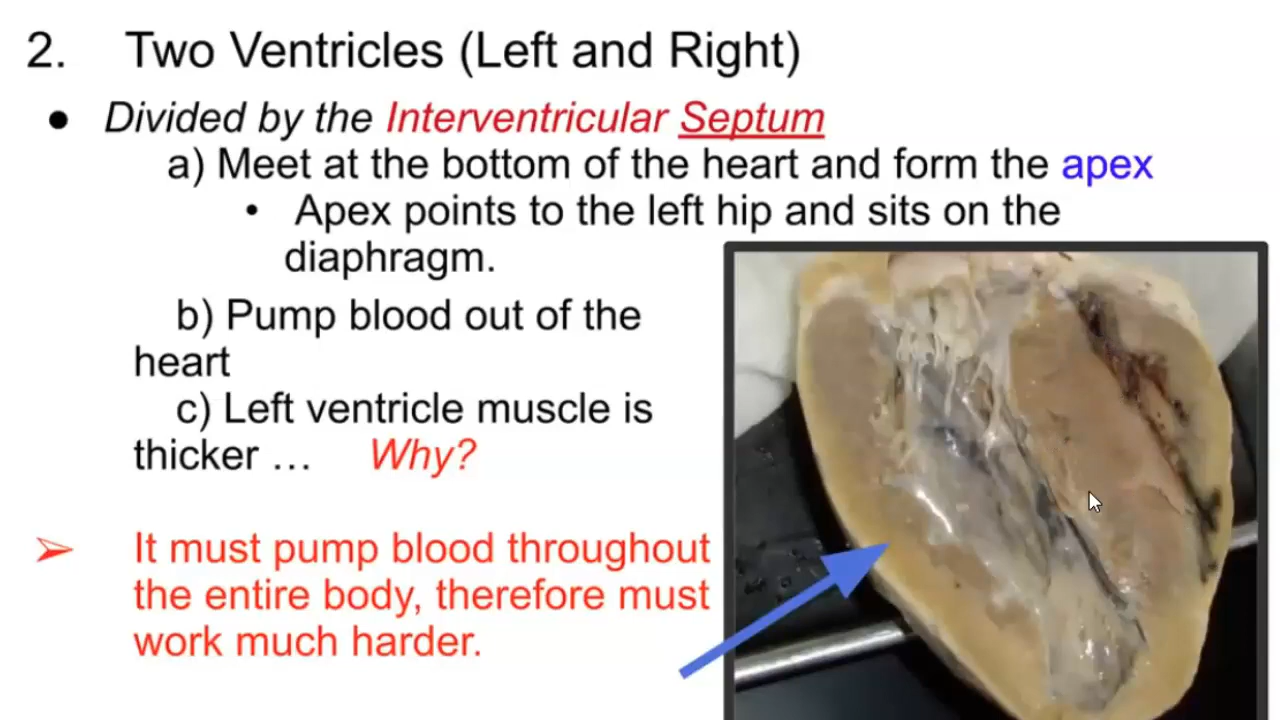 2. Two Ventricles (Left and Right)
● Divided by the Interventricular Septum
a) Meet at the bottom of the heart and form the apex
• Apex points to the left hip and sits on the
diaphragm.
b) Pump blood out of the
heart
c) Left ventricle muscle is
thicker … Why?
➢ It must pump blood throughout
the entire body, therefore must
work much harder.